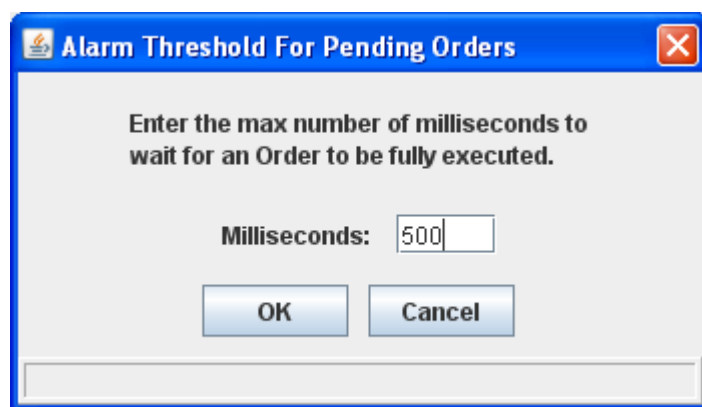 Alarm Threshold For Pending Orders
Enter the max number of milliseconds to
wait for an Order to be fully executed.
Milliseconds: 500
OK Cancel